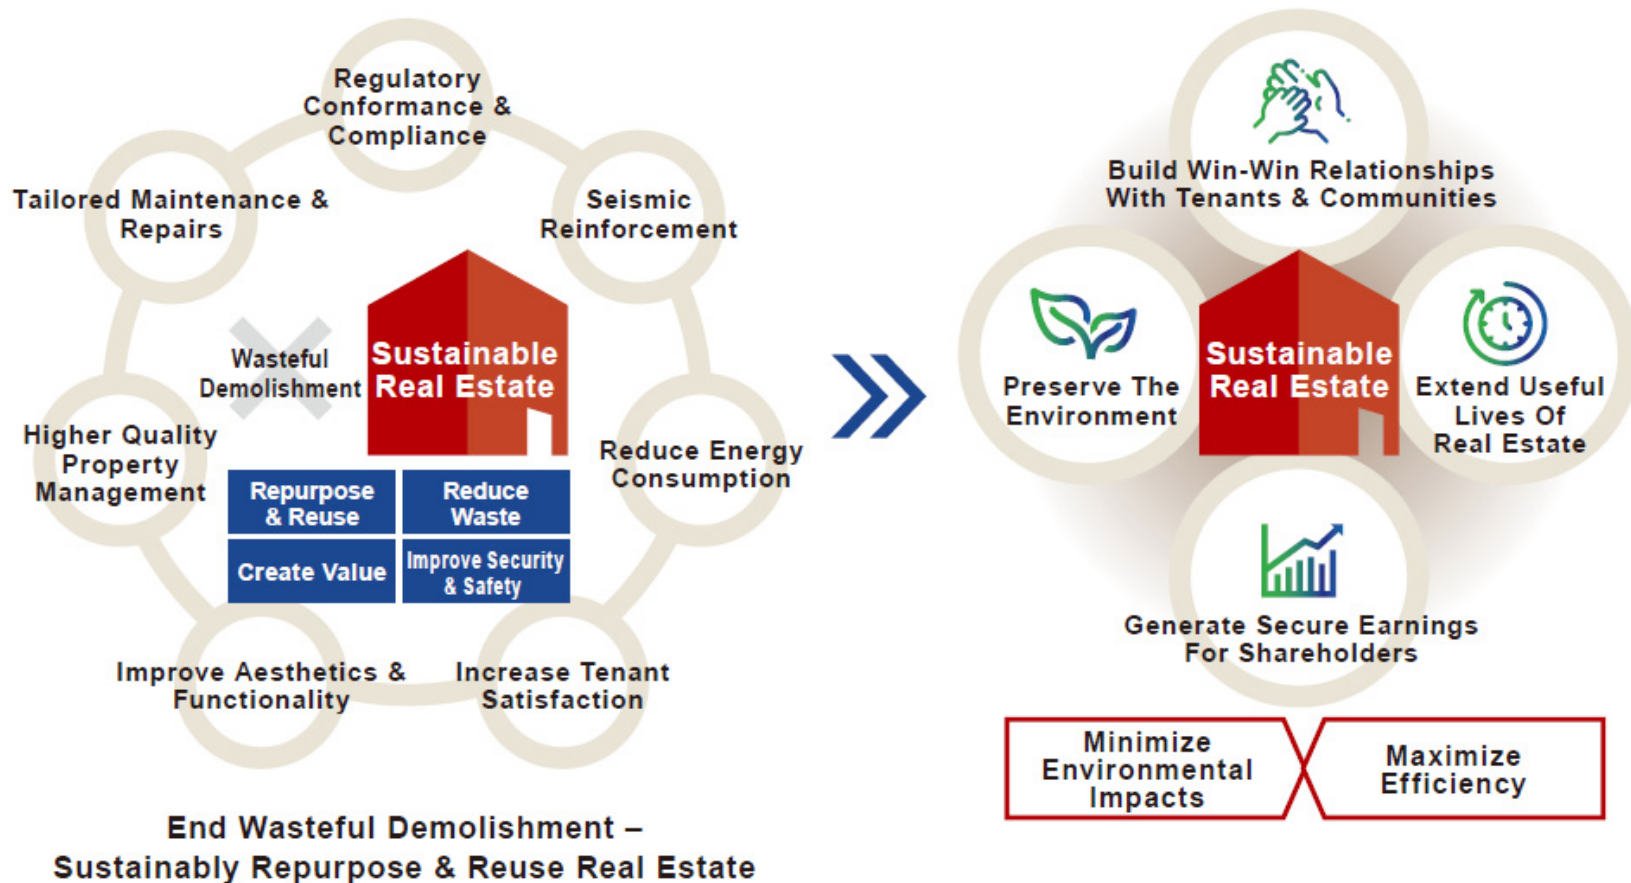 Regulatory
Conformance &
Compliance
Tailored Maintenance &
Repairs
Seismic
Reinforcement
Wasteful
Demolishment
Sustainable
Real Estate
Higher Quality
Property
Management
Reduce Energy
Consumption
Repurpose
& Reuse
Reduce
Waste
Create Value
Improve Security
& Safety
Improve Aesthetics &
Functionality
Increase Tenant
Satisfaction
End Wasteful Demolishment –
Sustainably Repurpose & Reuse Real Estate
Build Win-Win Relationships
With Tenants & Communities
Preserve The
Environment
Sustainable
Real Estate
Extend Useful
Lives Of
Real Estate
Generate Secure Earnings
For Shareholders
Minimize
Environmental
Impacts
Maximize
Efficiency